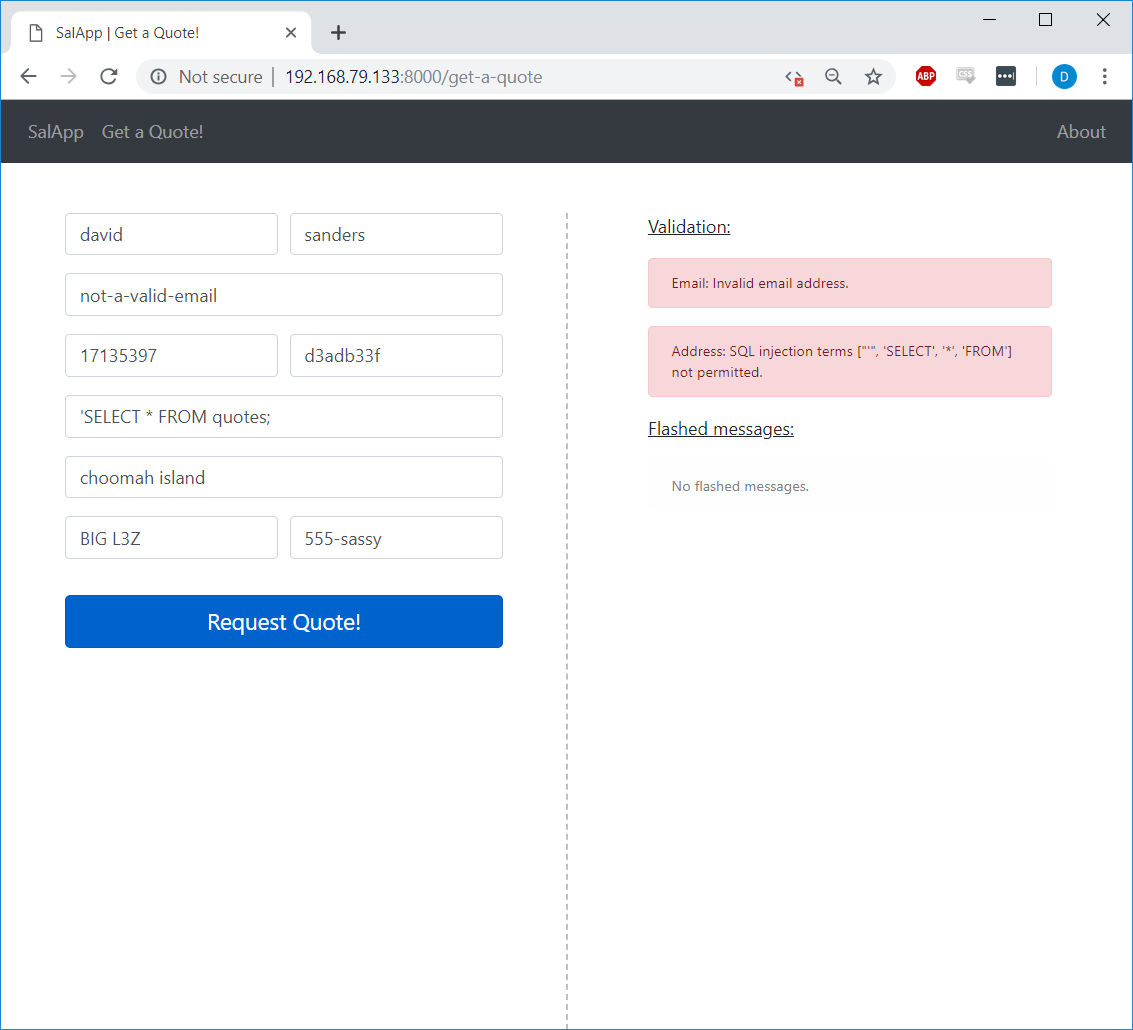 SalApp | Get a Quote!
Not secure | 192.168.79.133:8000/get-a-quote
ABP
CSS
D
SalApp Get a Quote! About
david sanders
not-a-valid-email
17135397 d3adb33f
'SELECT * FROM quotes;
choomah island
BIG L3Z 555-sassy
Request Quote!
Validation:
Email: Invalid email address.
Address: SQL injection terms ["'", 'SELECT', '*', 'FROM']
not permitted.
Flashed messages:
No flashed messages.